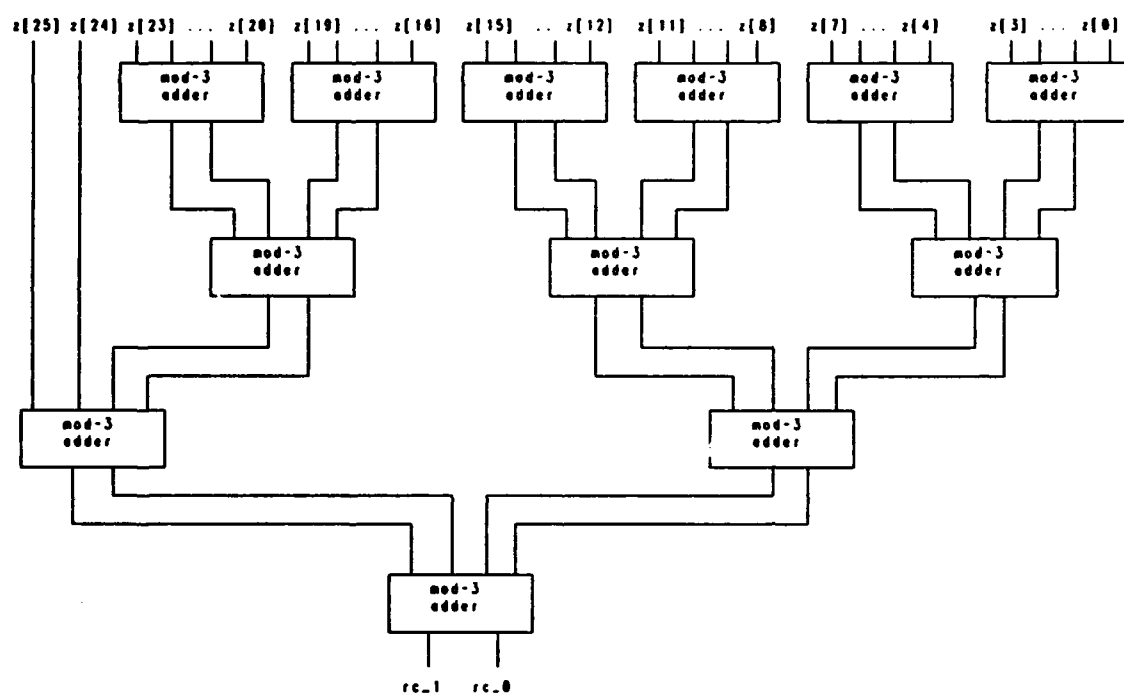 z[25] z[24] z[23] ... z[20] z[19] ... z[16] z[15] .. z[12] z[11] ... z[8] z[7] ... z[4] z[3] ... z[0]
mod-3 mod-3 mod-3 mod-3 mod-3 mod-3
adder adder adder adder adder adder
mod-3 mod-3 mod-3
adder adder adder
mod-3 mod-3
adder adder
mod-3
adder
rc_1 rc_0